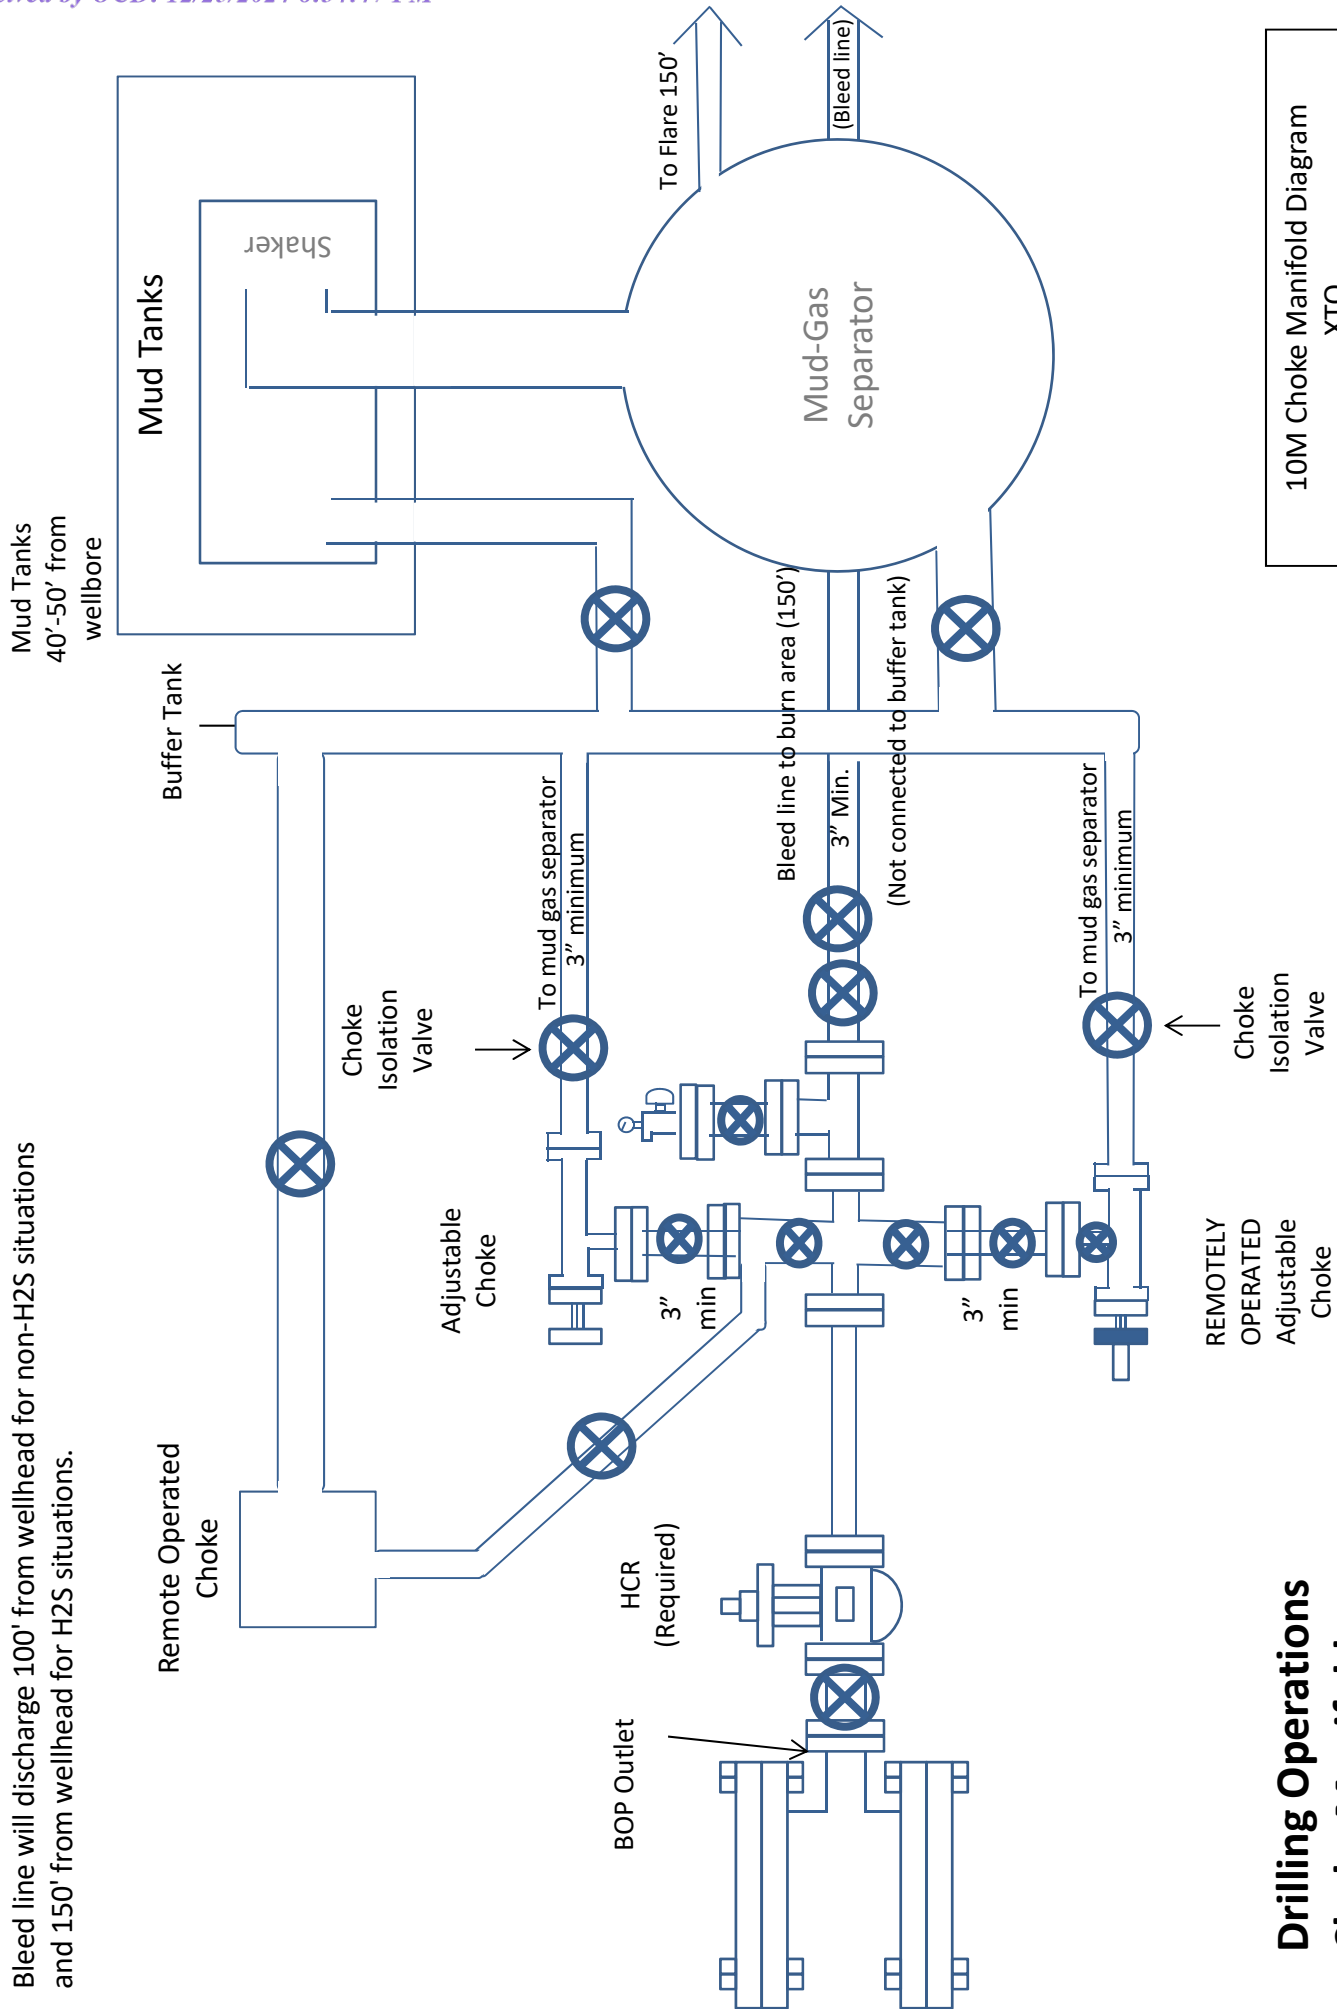 Bleed line will discharge 100' from wellhead for non-H2S situations
and 150' from wellhead for H2S situations.
Mud Tanks
40’-50’ from
wellbore
Mud Tanks
Shaker
Buffer Tank
Remote Operated
Choke
Choke
Isolation
Valve
Adjustable
Choke
To mud gas separator
3” minimum
To Flare 150’
(Bleed line)
Mud-Gas
Separator
HCR
(Required)
BOP Outlet
3”
min
Bleed line to burn area (150’)
3” Min.
(Not connected to buffer tank)
3”
min
To mud gas separator
3” minimum
Choke
Isolation
Valve
REMOTELY
OPERATED
Adjustable
Choke
10M Choke Manifold Diagram
XTO
Drilling Operations